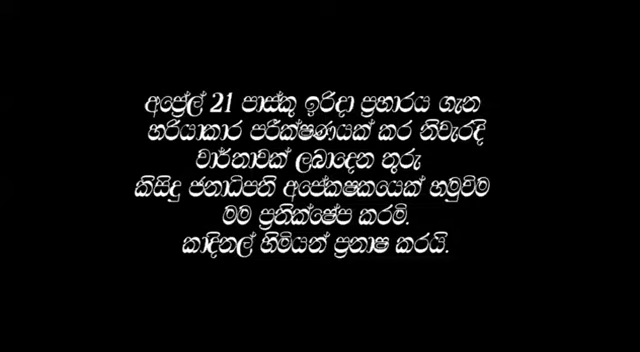 අප්‍රේල් 21 පාස්කු ඉරිදා ප්‍රහාරය ගැන
හරියාකාර පරීක්ෂණයක් කර නිවැරදි
වාර්තාවක් ලබාදෙන තුරු
කිසිදු ජනාධිපති අපේක්ෂකයෙක් හමුවීම
මම ප්‍රතික්ෂේප කරමි.
කාදිනල් හිමියන් ප්‍රනාෂ කරයි.